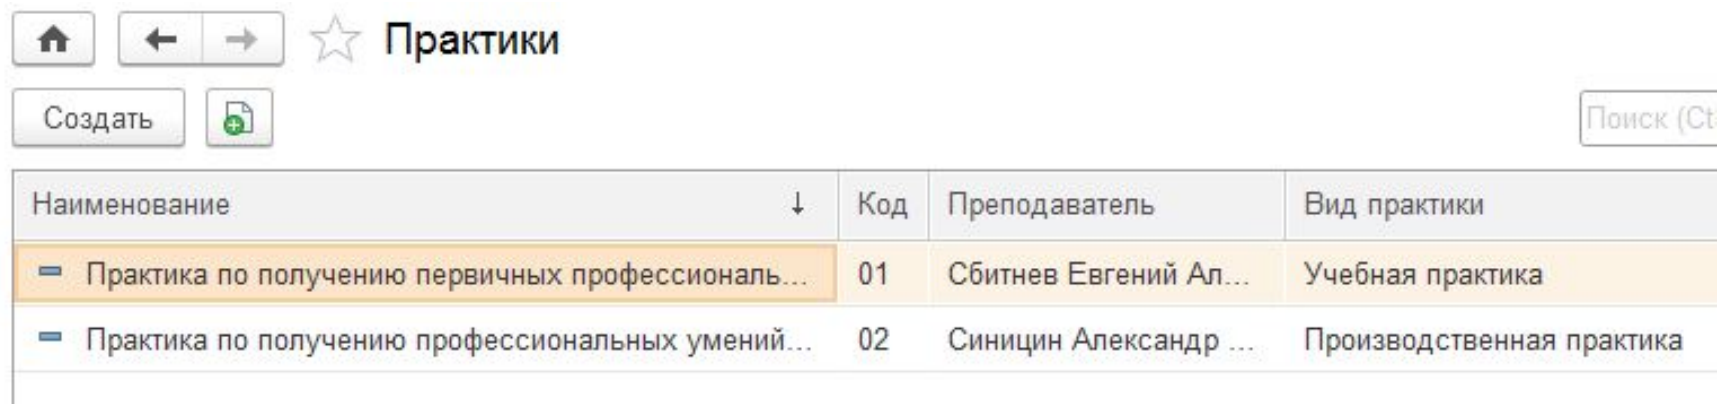 Практики
Создать
Поиск (Ct
Наименование ↓ Код Преподаватель Вид практики
Практика по получению первичных профессиональ... 01 Сбитнев Евгений Ал... Учебная практика
Практика по получению профессиональных умений... 02 Синицин Александр ... Производственная практика